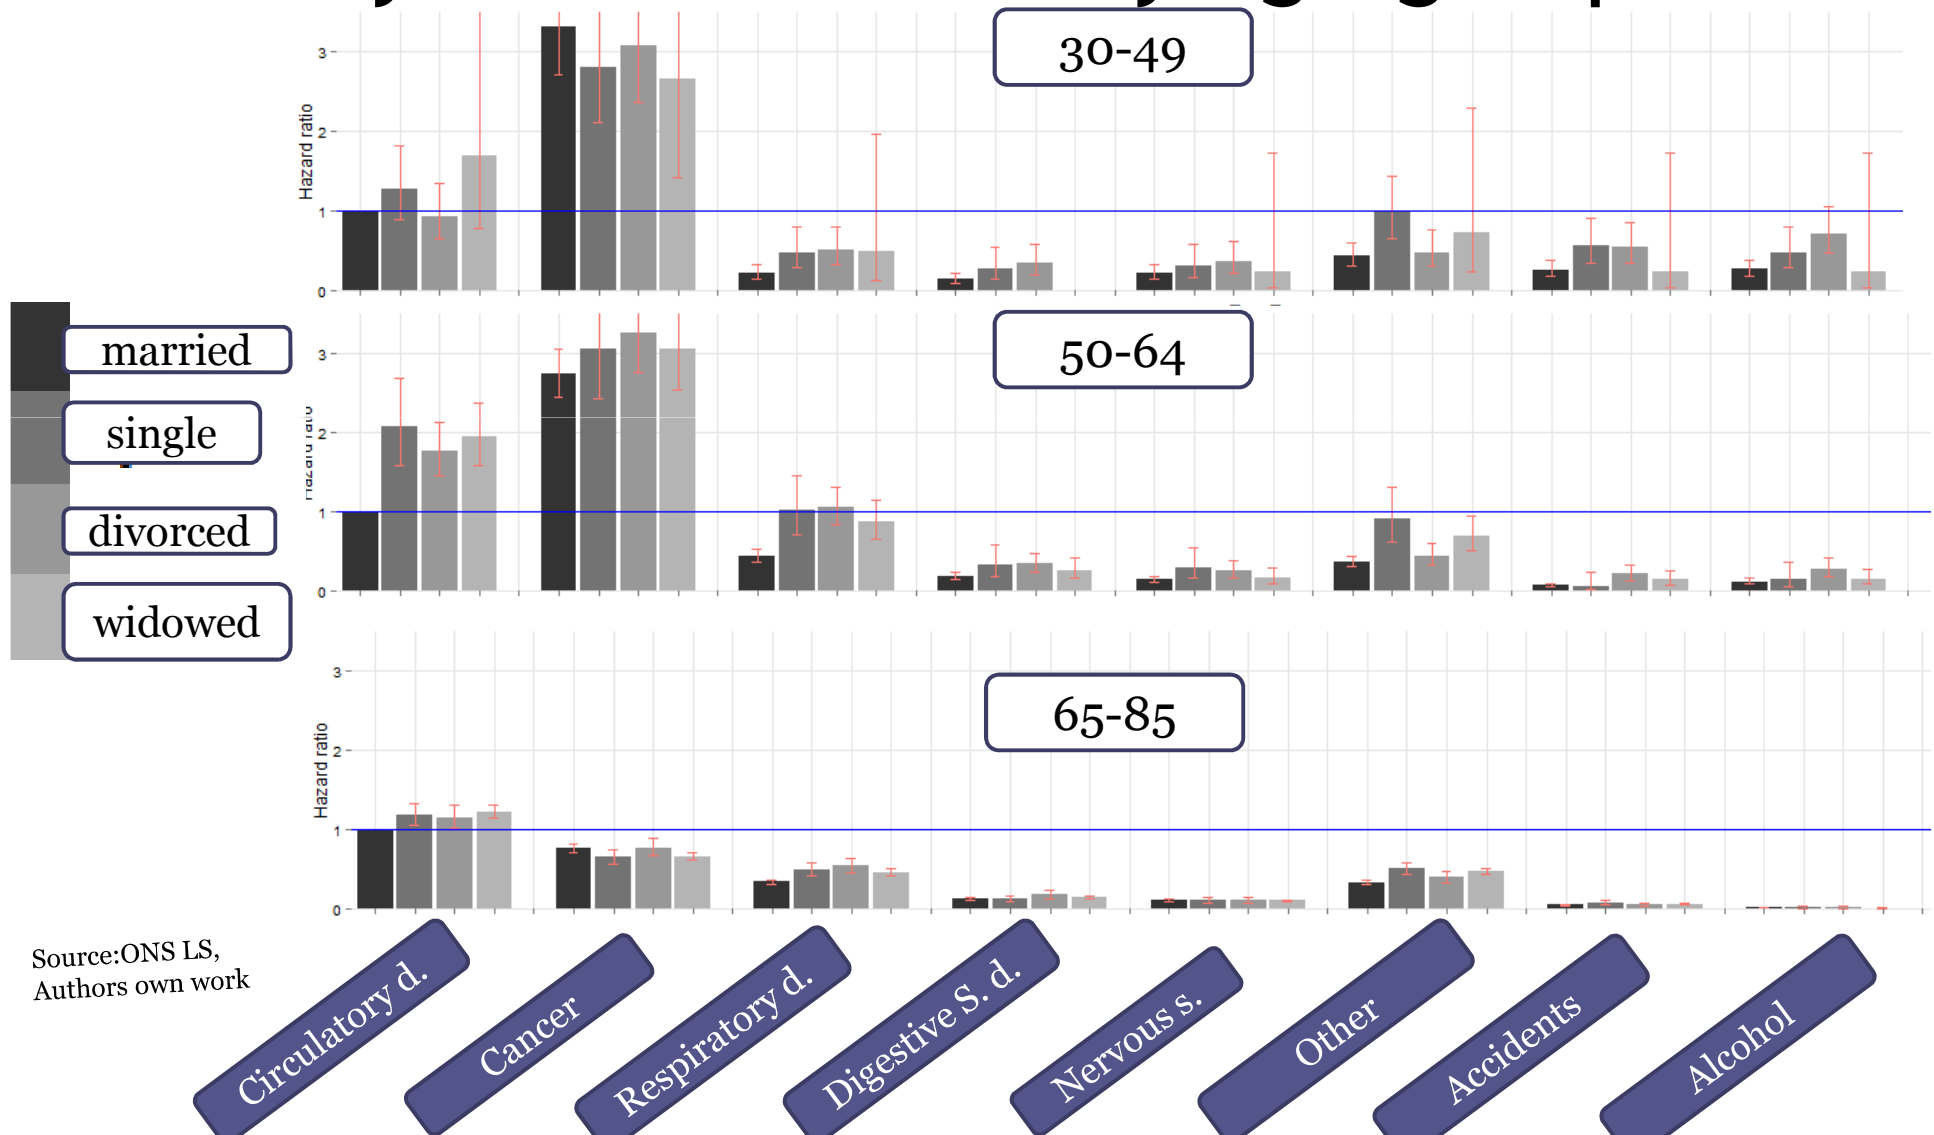 30-49
3
2
1
0
Hazard ratio
married
single
divorced
widowed
50-64
3
2
1
0
Hazard ratio
65-85
3
2
1
0
Hazard ratio
Source:ONS LS,
Authors own work
Circulatory d.
Cancer
Respiratory d.
Digestive S. d.
Nervous s.
Other
Accidents
Alcohol